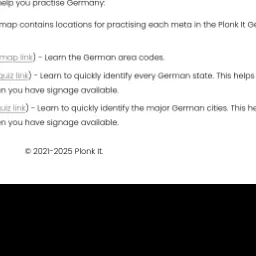 help you practise Germany:
map contains locations for practising each meta in the Plonk It Ge
map link) - Learn the German area codes.
quiz link) - Learn to quickly identify every German state. This helps
n you have signage available.
uiz link) - Learn to quickly identify the major German cities. This he
en you have signage available.
© 2021-2025 Plonk It.